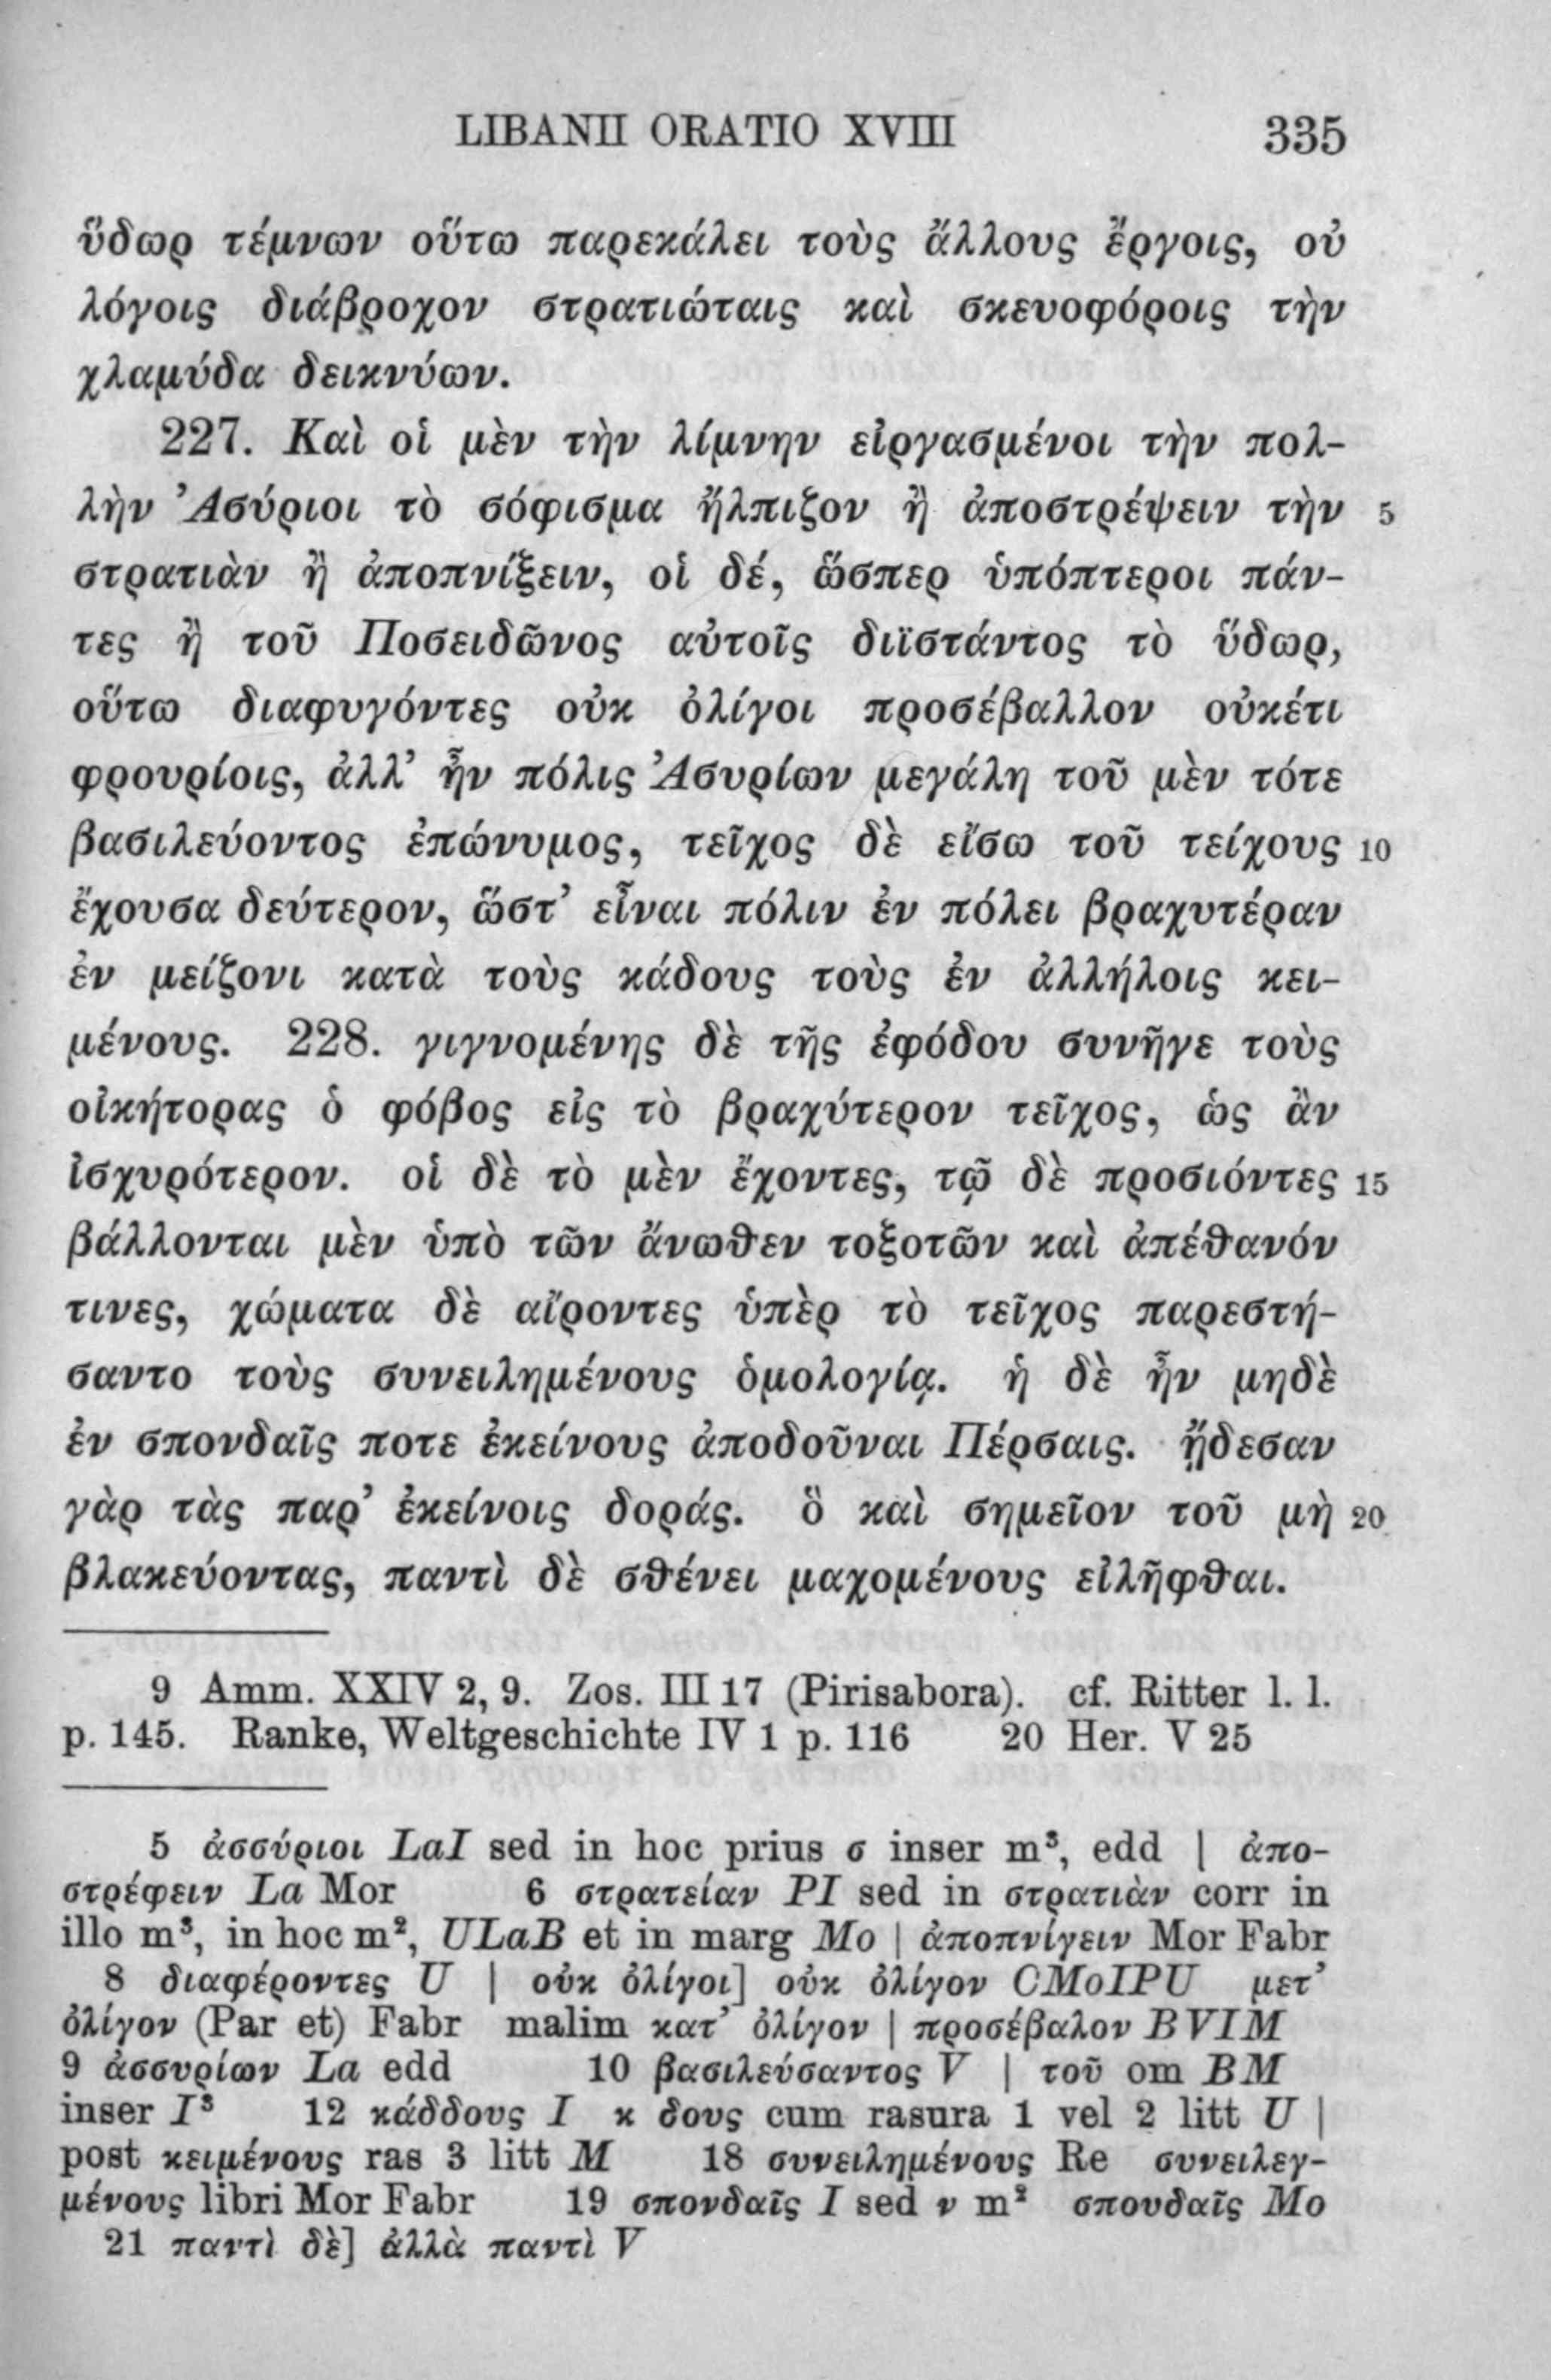 LIBANII ORATIO XVIII 335
ὕδωρ τέμνων οὕτω παρεκάλει τοὺς ἄλλους ἔργοις, οὐ
λόγοις διάβροχον στρατιώταις καὶ σκευοφόροις τὴν
χλαμύδα δεικνύων.
227. Καὶ οἱ μὲν τὴν λίμνην εἰργασμένοι τὴν πολ-
λὴν Ἀσύριοι τὸ σόφισμα ἤλπιζον ἢ ἀποστρέψειν τὴν 5
στρατιὰν ἢ ἀποπνίξειν, οἱ δέ, ὥσπερ ὑπόπτεροι πάν-
τες ἢ τοῦ Ποσειδῶνος αὐτοῖς διϊστάντος τὸ ὕδωρ,
οὕτω διαφυγόντες οὐκ ὀλίγοι προσέβαλλον οὐκέτι
φρουρίοις, ἀλλ’ ἦν πόλις Ἀσυρίων μεγάλη τοῦ μὲν τότε
βασιλεύοντος ἐπώνυμος, τεῖχος δὲ εἴσω τοῦ τείχους 10
ἔχουσα δεύτερον, ὥστ’ εἶναι πόλιν ἐν πόλει βραχυτέραν
ἐν μείζονι κατὰ τοὺς κάδους τοὺς ἐν ἀλλήλοις κει-
μένους. 228. γιγνομένης δὲ τῆς ἐφόδου συνῆγε τοὺς
οἰκήτορας ὁ φόβος εἰς τὸ βραχύτερον τεῖχος, ὡς ἂν
ἰσχυρότερον. οἱ δὲ τὸ μὲν ἔχοντες, τῷ δὲ προσιόντες 15
βάλλονται μὲν ὑπὸ τῶν ἄνωθεν τοξοτῶν καὶ ἀπέθανόν
τινες, χώματα δὲ αἴροντες ὑπὲρ τὸ τεῖχος παρεστή-
σαντο τοὺς συνειλημένους ὁμολογίᾳ. ἡ δὲ ἦν μηδὲ
ἐν σπονδαῖς ποτε ἐκείνους ἀποδοῦναι Πέρσαις. ᾔδεσαν
γὰρ τὰς παρ’ ἐκείνοις δοράς. ὃ καὶ σημεῖον τοῦ μὴ 20
βλακεύοντας, παντὶ δὲ σθένει μαχομένους εἰλῆφθαι.
9 Amm. XXIV 2, 9. Zos. III 17 (Pirisabora). cf. Ritter l. l.
p. 145. Ranke, Weltgeschichte IV 1 p. 116 20 Her. V 25
5 ἀσσύριοι LaI sed in hoc prius σ inser m³, edd | ἀπο-
στρέφειν La Mor 6 στρατείαν PI sed in στρατιὰν corr in
illo m³, in hoc m², ULaB et in marg Mo | ἀποπνίγειν Mor Fabr
8 διαφέροντες U | οὐκ ὀλίγοι] οὐκ ὀλίγον CMoIPU μετ’
ὀλίγον (Par et) Fabr malim κατ’ ὀλίγον | προσέβαλον BVIM
9 ἀσσυρίων La edd 10 βασιλεύσαντος V | τοῦ om BM
inser I³ 12 κάδδους I κ δους cum rasura 1 vel 2 litt U |
post κειμένους ras 3 litt M 18 συνειλημένους Re συνειλεγ-
μένους libri Mor Fabr 19 σπονδαῖς I sed ν m² σπουδαῖς Mo
21 παντὶ δὲ] ἀλλὰ παντὶ V